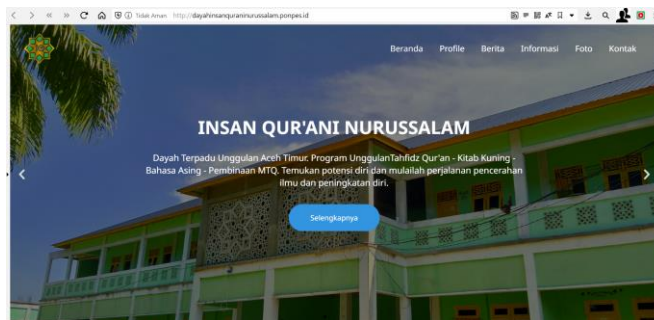 Tidak Aman http://dayahinsanquraninurussalam.ponpes.id
Beranda Profile Berita Informasi Foto Kontak
INSAN QUR'ANI NURUSSALAM
Dayah Terpadu Unggulan Aceh Timur. Program UnggulanTahfidz Qur'an - Kitab Kuning -
Bahasa Asing - Pembinaan MTQ. Temukan potensi diri dan mulailah perjalanan pencerahan
ilmu dan peningkatan diri.
Selengkapnya